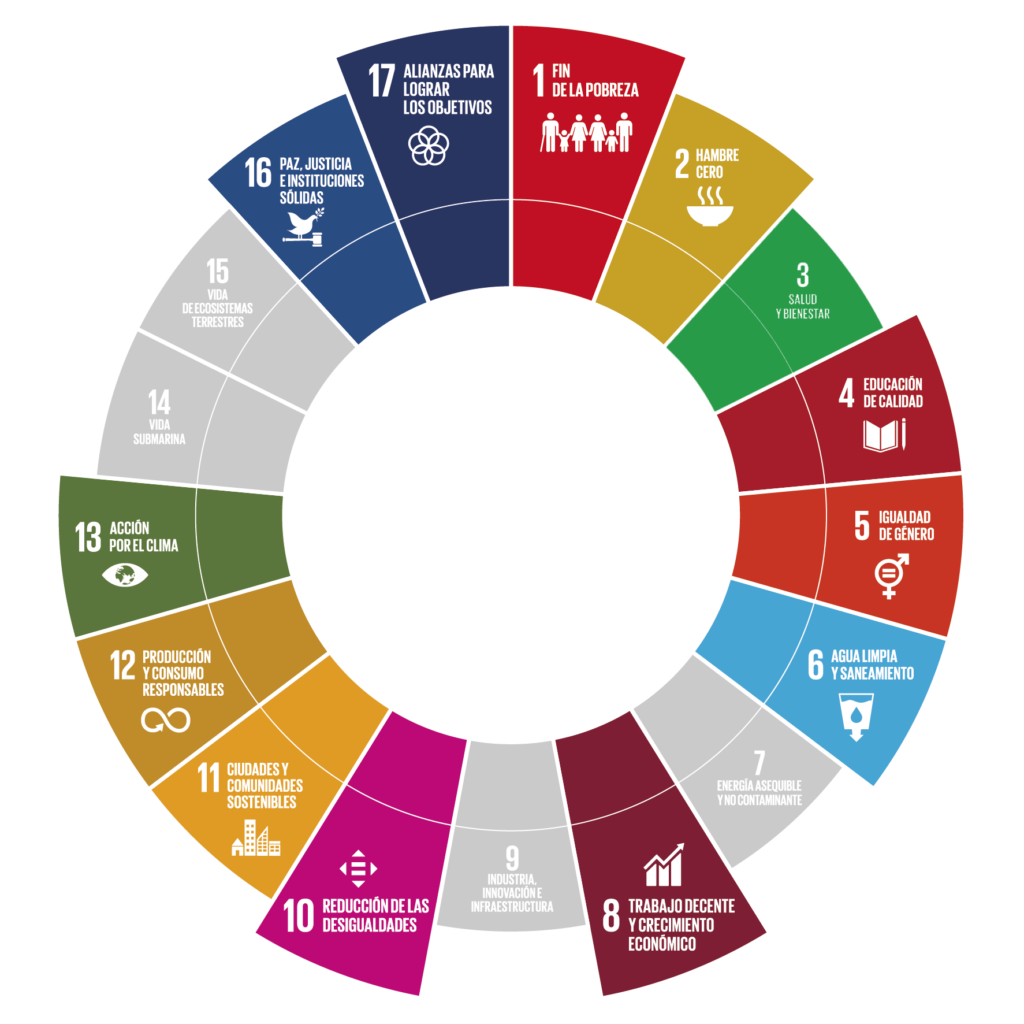 1 FIN
DE LA POBREZA
2 HAMBRE
CERO
3
SALUD
Y BIENESTAR
4 EDUCACIÓN
DE CALIDAD
5 IGUALDAD
DE GÉNERO
6 AGUA LIMPIA
Y SANEAMIENTO
7
ENERGÍA ASEQUIBLE
Y NO CONTAMINANTE
8 TRABAJO DECENTE
Y CRECIMIENTO
ECONÓMICO
9
INDUSTRIA,
INNOVACIÓN E
INFRAESTRUCTURA
10 REDUCCIÓN DE LAS
DESIGUALDADES
11 CIUDADES Y
COMUNIDADES
SOSTENIBLES
12 PRODUCCIÓN
Y CONSUMO
RESPONSABLES
13 ACCIÓN
POR EL CLIMA
14
VIDA
SUBMARINA
15
VIDA
DE ECOSISTEMAS
TERRESTRES
16 PAZ, JUSTICIA
E INSTITUCIONES
SÓLIDAS
17 ALIANZAS PARA
LOGRAR
LOS OBJETIVOS